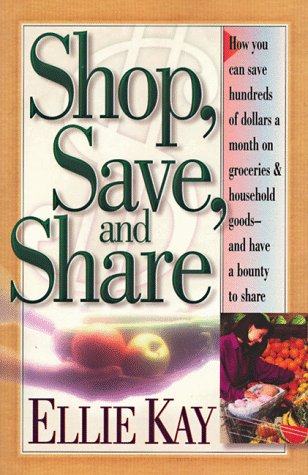 Shop,
Save,
and
Share
How you
can save
hundreds
of dollars a
month on
groceries &
household
goods—
and have
a bounty
to share
ELLIE KAY